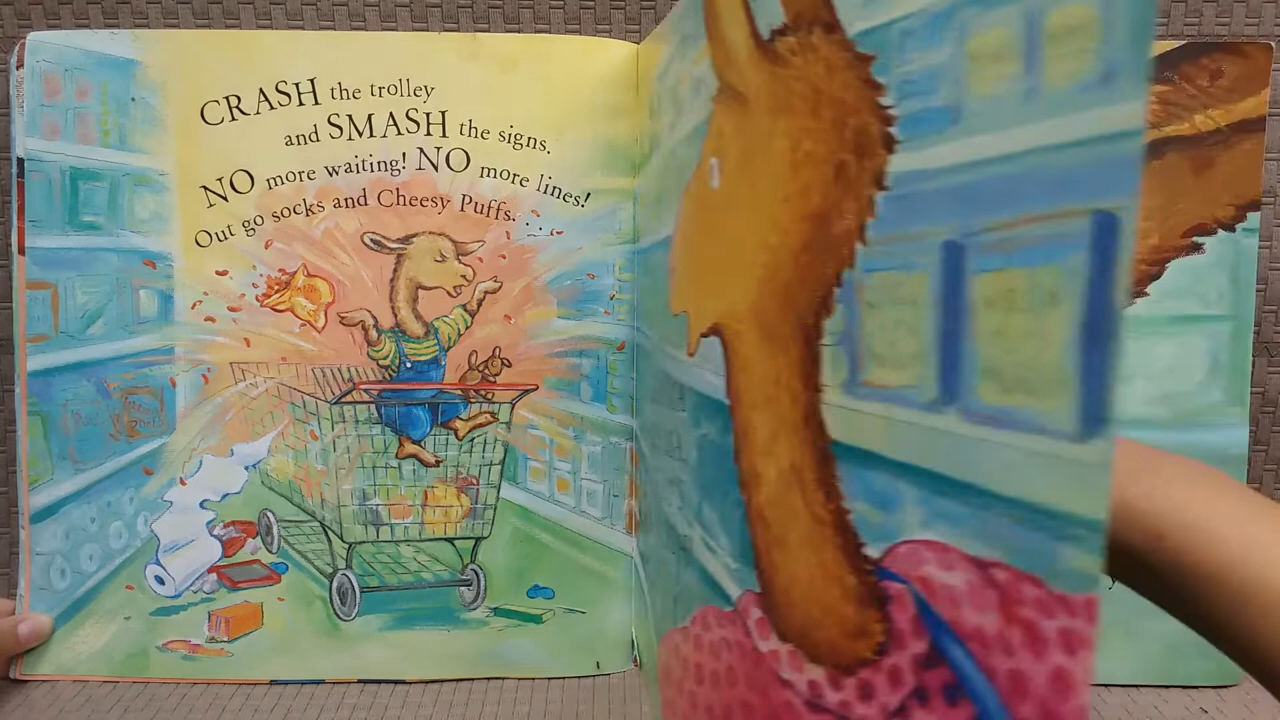 CRASH the trolley
and SMASH the signs.
NO more waiting! NO more lines!
Out go socks and Cheesy Puffs. . . .